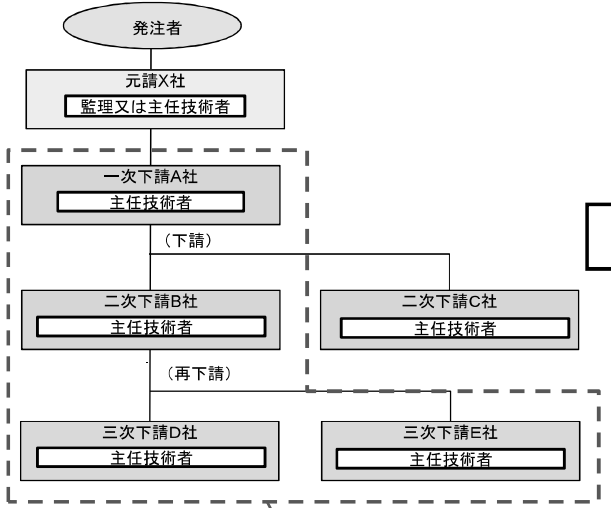 発注者
元請X社
監理又は主任技術者
一次下請A社
主任技術者
（下請）
二次下請B社
主任技術者
二次下請C社
主任技術者
（再下請）
三次下請D社
主任技術者
三次下請E社
主任技術者